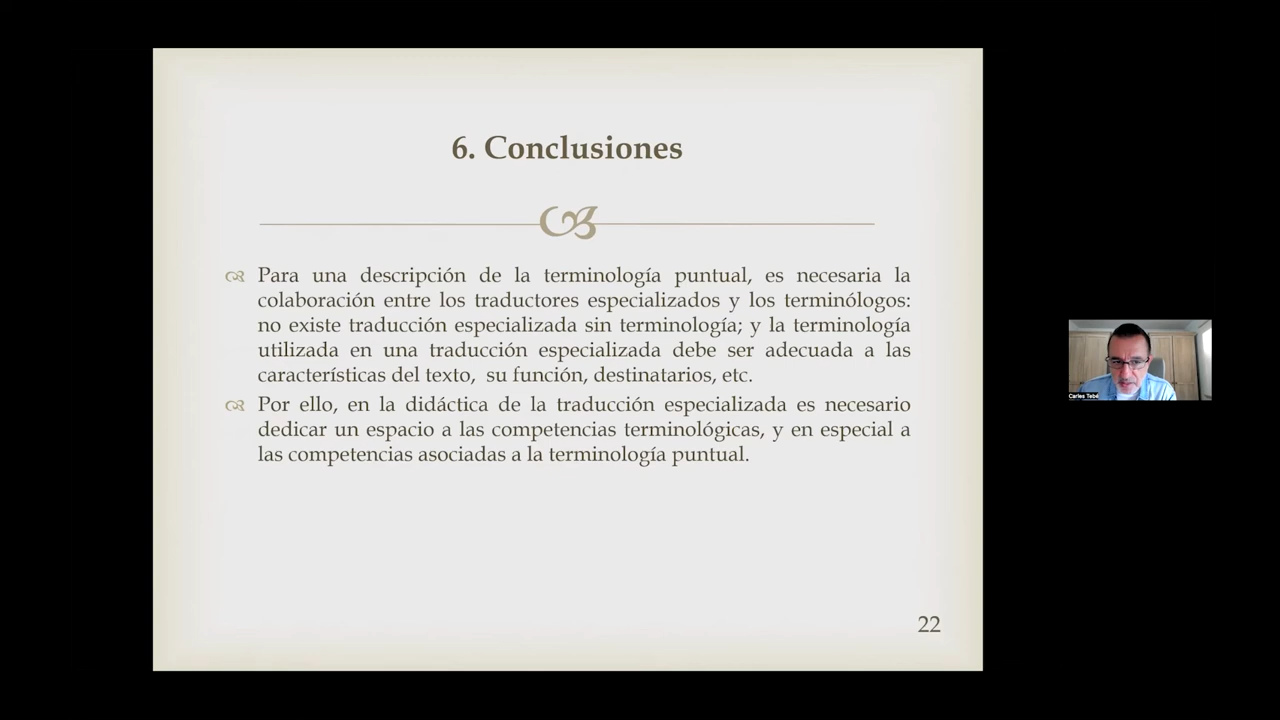 6. Conclusiones
Para una descripción de la terminología puntual, es necesaria la
colaboración entre los traductores especializados y los terminólogos:
no existe traducción especializada sin terminología; y la terminología
utilizada en una traducción especializada debe ser adecuada a las
características del texto, su función, destinatarios, etc.
Por ello, en la didáctica de la traducción especializada es necesario
dedicar un espacio a las competencias terminológicas, y en especial a
las competencias asociadas a la terminología puntual.
22
Carles Tebé